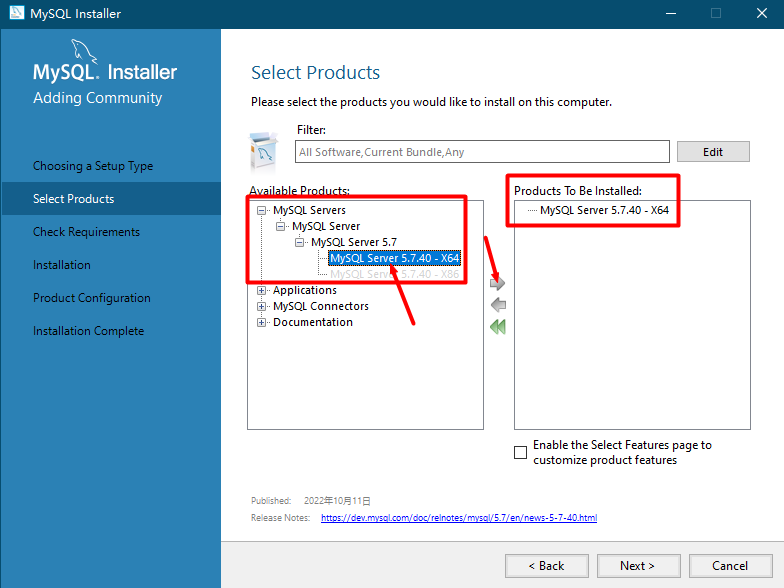 MySQL Installer
MySQL. Installer
Adding Community
Choosing a Setup Type
Select Products
Check Requirements
Installation
Product Configuration
Installation Complete
Select Products
Please select the products you would like to install on this computer.
Filter:
All Software,Current Bundle,Any
Edit
Available Products:
MySQL Servers
MySQL Server
MySQL Server 5.7
MySQL Server 5.7.40 - X64
MySQL Server 5.7.40 - X86
Applications
MySQL Connectors
Documentation
Products To Be Installed:
MySQL Server 5.7.40 - X64
Enable the Select Features page to
customize product features
Published: 2022年10月11日
Release Notes: https://dev.mysql.com/doc/relnotes/mysql/5.7/en/news-5-7-40.html
< Back
Next >
Cancel